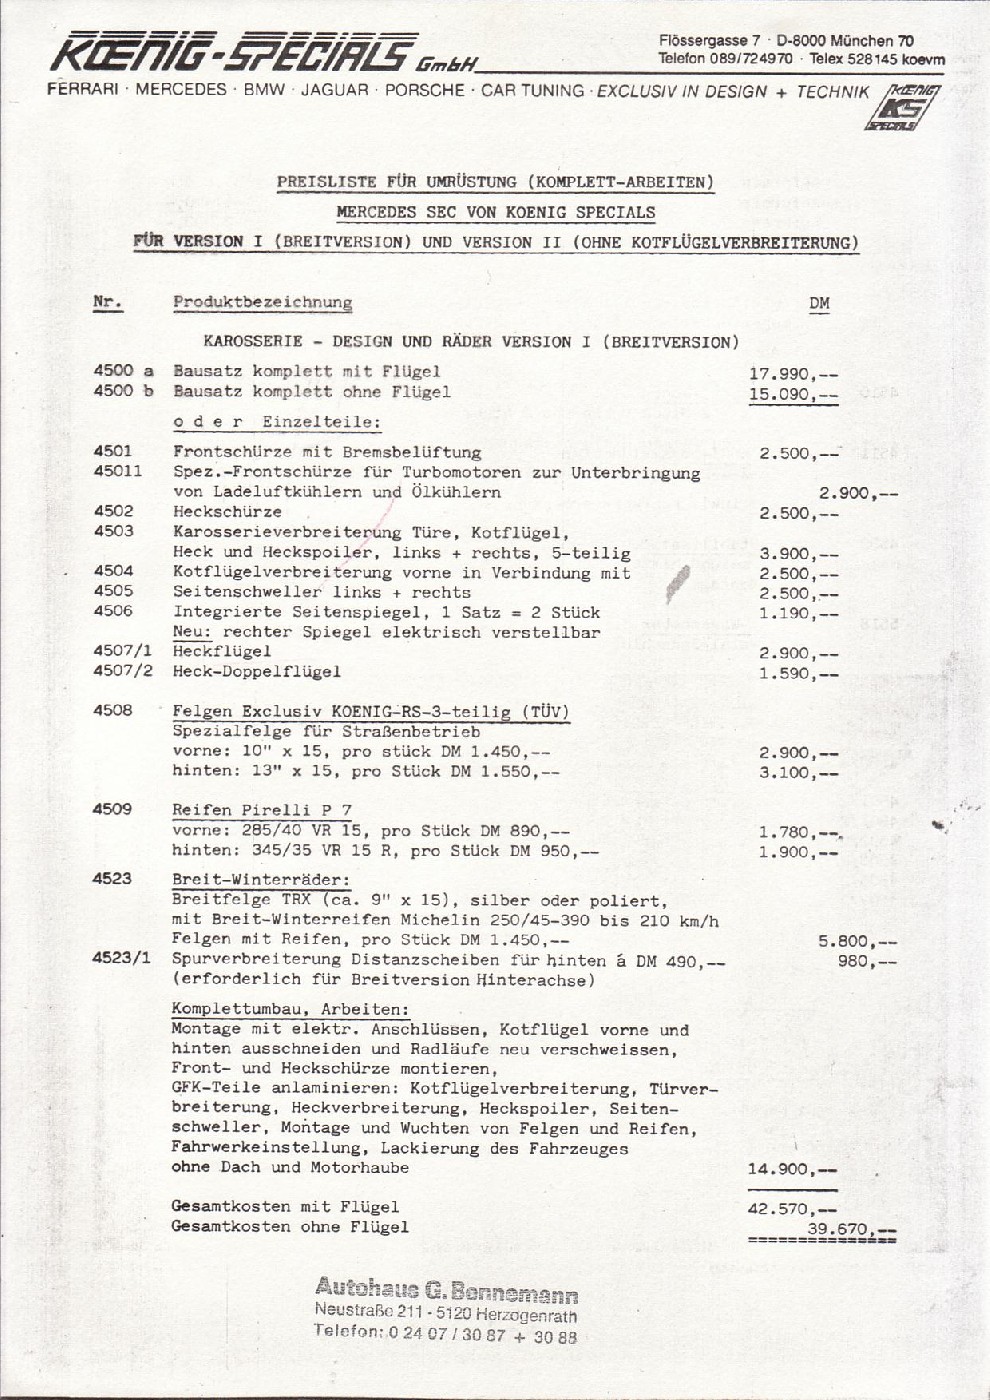 KŒNIG-SPECIALS GmbH
Flössergasse 7 · D-8000 München 70
Telefon 089/724970 · Telex 528145 koevm
FERRARI · MERCEDES · BMW · JAGUAR · PORSCHE · CAR TUNING · EXCLUSIV IN DESIGN + TECHNIK
KŒNIG
KS
SPECIALS
PREISLISTE FÜR UMRÜSTUNG (KOMPLETT-ARBEITEN)
MERCEDES SEC VON KOENIG SPECIALS
FÜR VERSION I (BREITVERSION) UND VERSION II (OHNE KOTFLÜGELVERBREITERUNG)
Nr. Produktbezeichnung DM
KAROSSERIE - DESIGN UND RÄDER VERSION I (BREITVERSION)
4500 a Bausatz komplett mit Flügel 17.990,--
4500 b Bausatz komplett ohne Flügel 15.090,--
o d e r Einzelteile:
4501 Frontschürze mit Bremsbelüftung 2.500,--
45011 Spez.-Frontschürze für Turbomotoren zur Unterbringung
von Ladeluftkühlern und Ölkühlern 2.900,--
4502 Heckschürze 2.500,--
4503 Karosserieverbreiterung Türe, Kotflügel,
Heck und Heckspoiler, links + rechts, 5-teilig 3.900,--
4504 Kotflügelverbreiterung vorne in Verbindung mit 2.500,--
4505 Seitenschweller links + rechts 2.500,--
4506 Integrierte Seitenspiegel, 1 Satz = 2 Stück 1.190,--
Neu: rechter Spiegel elektrisch verstellbar
4507/1 Heckflügel 2.900,--
4507/2 Heck-Doppelflügel 1.590,--
4508 Felgen Exclusiv KOENIG-RS-3-teilig (TÜV)
Spezialfelge für Straßenbetrieb
vorne: 10" x 15, pro stück DM 1.450,-- 2.900,--
hinten: 13" x 15, pro Stück DM 1.550,-- 3.100,--
4509 Reifen Pirelli P 7
vorne: 285/40 VR 15, pro Stück DM 890,-- 1.780,--
hinten: 345/35 VR 15 R, pro Stück DM 950,-- 1.900,--
4523 Breit-Winterräder:
Breitfelge TRX (ca. 9" x 15), silber oder poliert,
mit Breit-Winterreifen Michelin 250/45-390 bis 210 km/h
Felgen mit Reifen, pro Stück DM 1.450,-- 5.800,--
4523/1 Spurverbreiterung Distanzscheiben für hinten á DM 490,-- 980,--
(erforderlich für Breitversion Hinterachse)
Komplettumbau, Arbeiten:
Montage mit elektr. Anschlüssen, Kotflügel vorne und
hinten ausschneiden und Radläufe neu verschweissen,
Front- und Heckschürze montieren,
GFK-Teile anlaminieren: Kotflügelverbreiterung, Türver-
breiterung, Heckverbreiterung, Heckspoiler, Seiten-
schweller, Montage und Wuchten von Felgen und Reifen,
Fahrwerkeinstellung, Lackierung des Fahrzeuges
ohne Dach und Motorhaube 14.900,--
Gesamtkosten mit Flügel 42.570,--
Gesamtkosten ohne Flügel 39.670,--
Autohaus G. Bennemann
Neustraße 211 - 5120 Herzogenrath
Telefon: 0 24 07 / 30 87 + 30 88